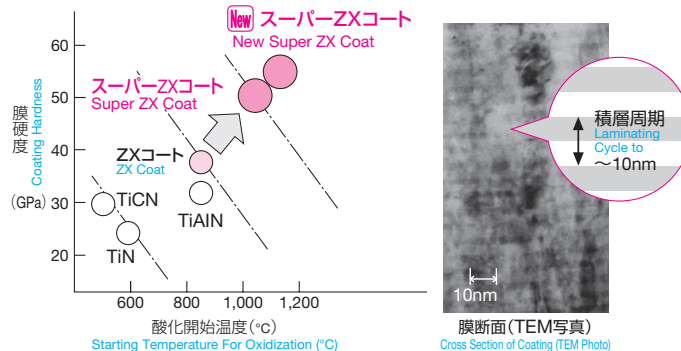 New スーパーZXコート
New Super ZX Coat
スーパーZXコート
Super ZX Coat
ZXコート
ZX Coat
TiCN
TiN
TiAlN
膜硬度
Coating Hardness
(GPa)
60
50
40
30
20
600
800
1,000
1,200
酸化開始温度(℃)
Starting Temperature For Oxidization (°C)
積層周期
Laminating
Cycle to
～10nm
10nm
膜断面(TEM写真)
Cross Section of Coating (TEM Photo)